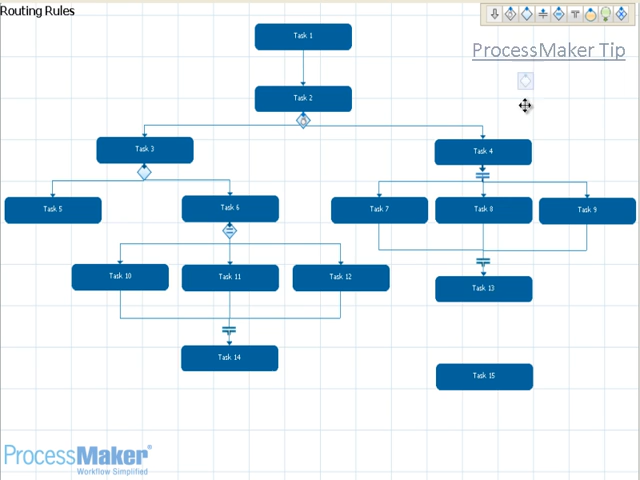 Routing Rules
ProcessMaker Tip
Task 1
Task 2
Task 3
Task 4
Task 5
Task 6
Task 7
Task 8
Task 9
Task 10
Task 11
Task 12
Task 13
Task 14
Task 15
ProcessMaker®
Workflow Simplified